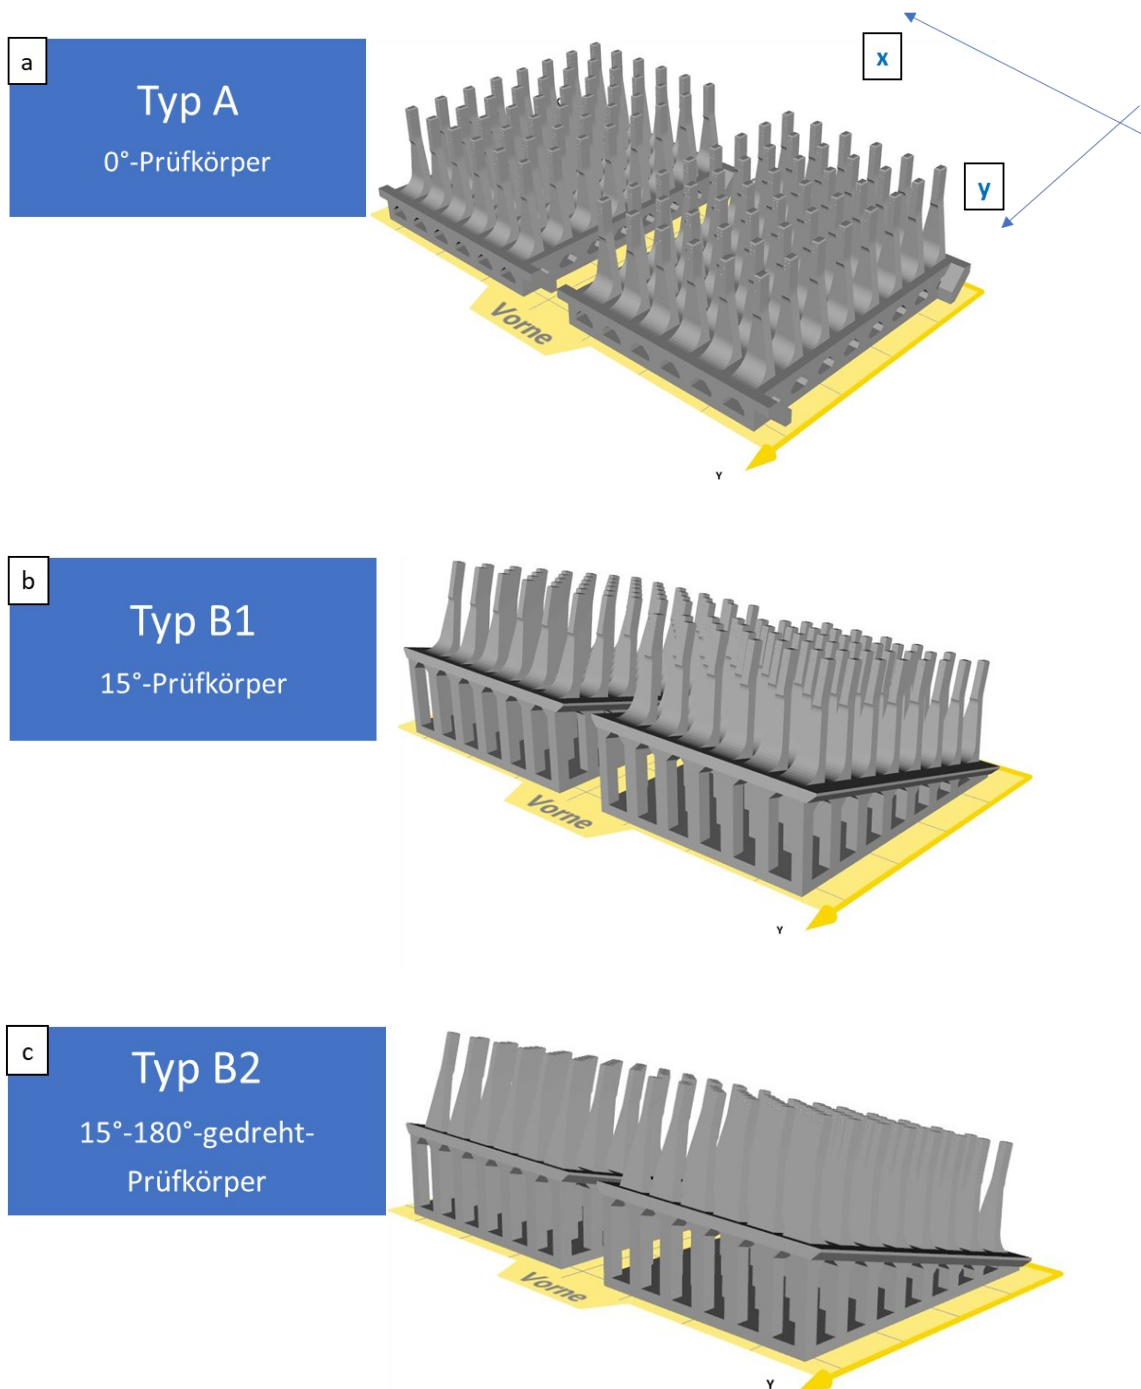 a
Typ A
0°-Prüfkörper
x
y
Vorne
Y
b
Typ B1
15°-Prüfkörper
Vorne
Y
c
Typ B2
15°-180°-gedreht-
Prüfkörper
Vorne
Y